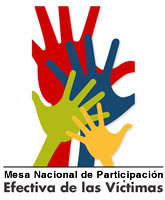 Mesa Nacional de Participación
Efectiva de las Víctimas